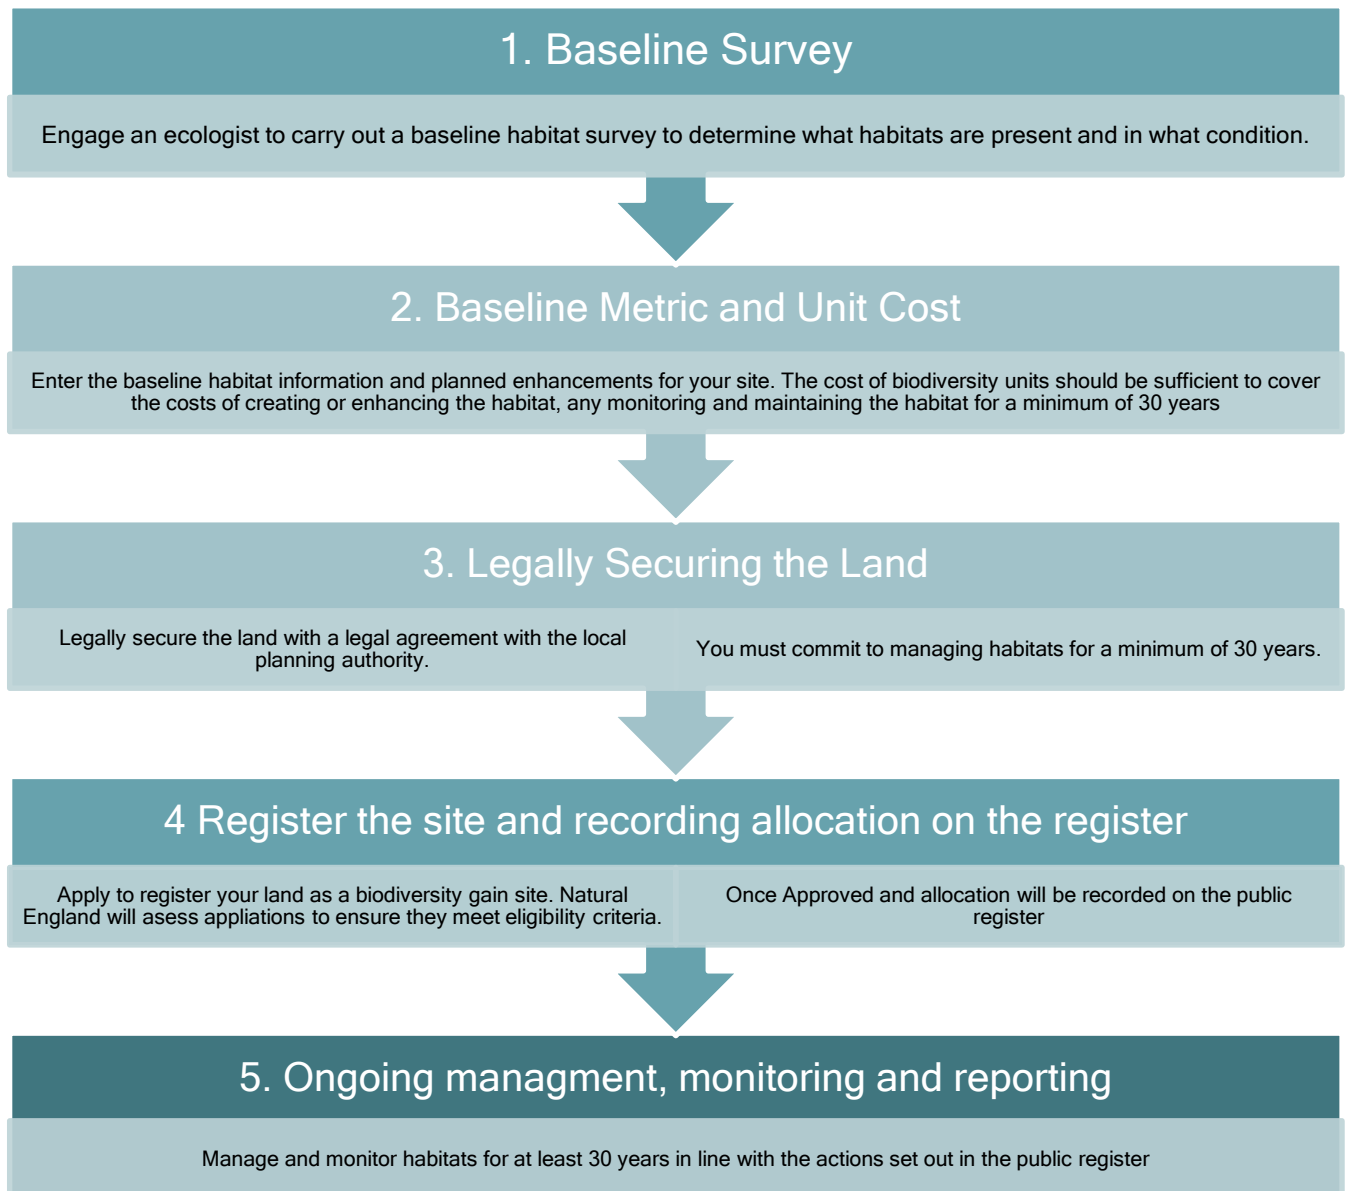 1. Baseline Survey
Engage an ecologist to carry out a baseline habitat survey to determine what habitats are present and in what condition.
2. Baseline Metric and Unit Cost
Enter the baseline habitat information and planned enhancements for your site. The cost of biodiversity units should be sufficient to cover
the costs of creating or enhancing the habitat, any monitoring and maintaining the habitat for a minimum of 30 years
3. Legally Securing the Land
Legally secure the land with a legal agreement with the local
planning authority.
You must commit to managing habitats for a minimum of 30 years.
4 Register the site and recording allocation on the register
Apply to register your land as a biodiversity gain site. Natural
England will asess appliations to ensure they meet eligibility criteria.
Once Approved and allocation will be recorded on the public
register
5. Ongoing managment, monitoring and reporting
Manage and monitor habitats for at least 30 years in line with the actions set out in the public register